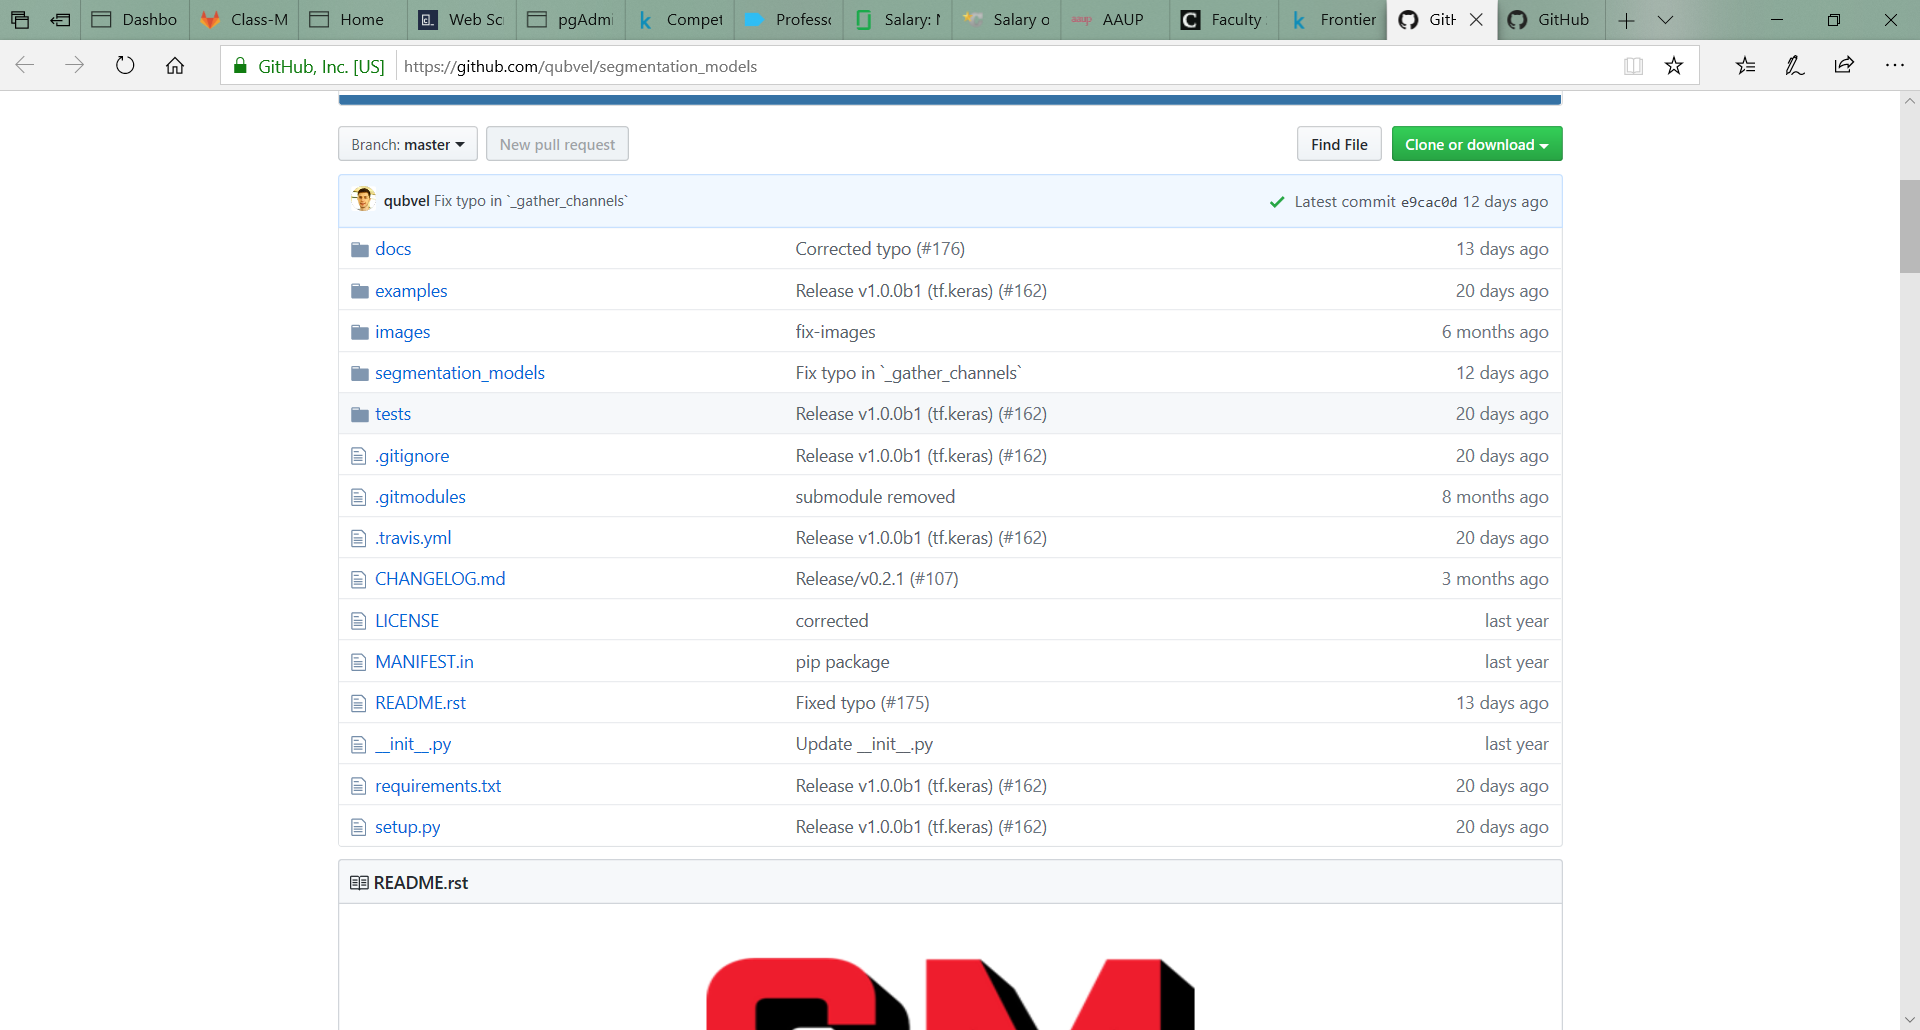 Dashbo Class-M Home Web Sc pgAdmi Compet Professo Salary: N Salary o AAUP Faculty Frontier GitH GitHub
GitHub, Inc. [US] https://github.com/qubvel/segmentation_models
Branch: master New pull request Find File Clone or download
qubvel Fix typo in `_gather_channels` Latest commit e9cac0d 12 days ago
docs Corrected typo (#176) 13 days ago
examples Release v1.0.0b1 (tf.keras) (#162) 20 days ago
images fix-images 6 months ago
segmentation_models Fix typo in `_gather_channels` 12 days ago
tests Release v1.0.0b1 (tf.keras) (#162) 20 days ago
.gitignore Release v1.0.0b1 (tf.keras) (#162) 20 days ago
.gitmodules submodule removed 8 months ago
.travis.yml Release v1.0.0b1 (tf.keras) (#162) 20 days ago
CHANGELOG.md Release/v0.2.1 (#107) 3 months ago
LICENSE corrected last year
MANIFEST.in pip package last year
README.rst Fixed typo (#175) 13 days ago
__init__.py Update __init__.py last year
requirements.txt Release v1.0.0b1 (tf.keras) (#162) 20 days ago
setup.py Release v1.0.0b1 (tf.keras) (#162) 20 days ago
README.rst